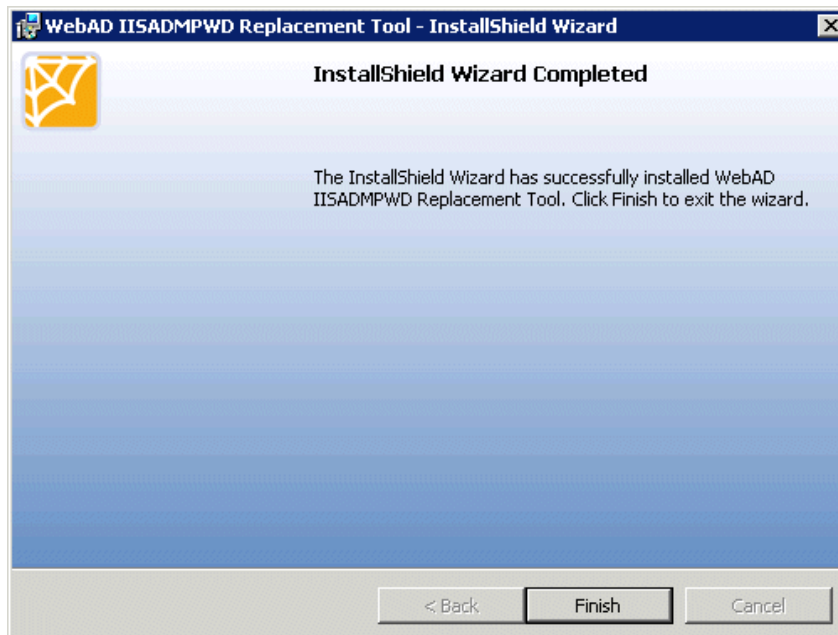 WebAD IISADMPWD Replacement Tool - InstallShield Wizard
InstallShield Wizard Completed
The InstallShield Wizard has successfully installed WebAD
IISADMPWD Replacement Tool. Click Finish to exit the wizard.
< Back
Finish
Cancel